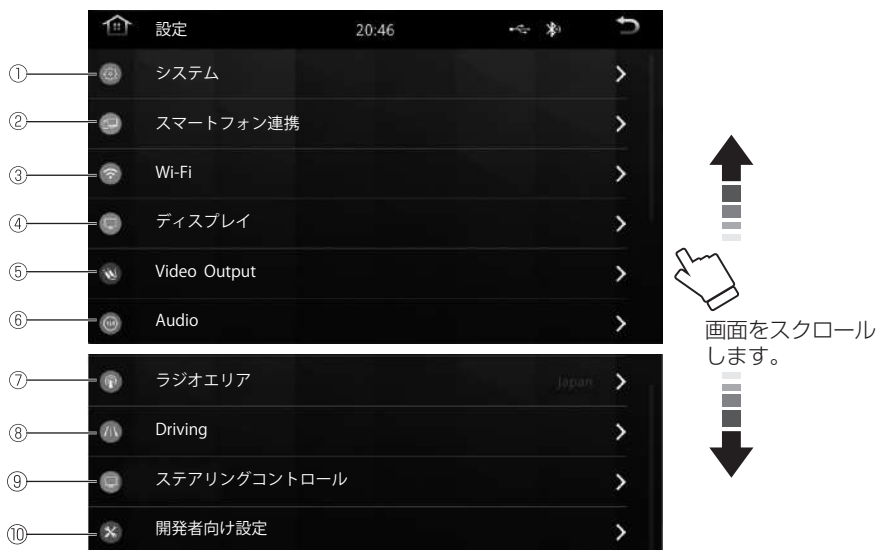 設定 20:46
① システム
② スマートフォン連携
③ Wi-Fi
④ ディスプレイ
⑤ Video Output
⑥ Audio
画面をスクロール
します。
⑦ ラジオエリア Japan
⑧ Driving
⑨ ステアリングコントロール
⑩ 開発者向け設定